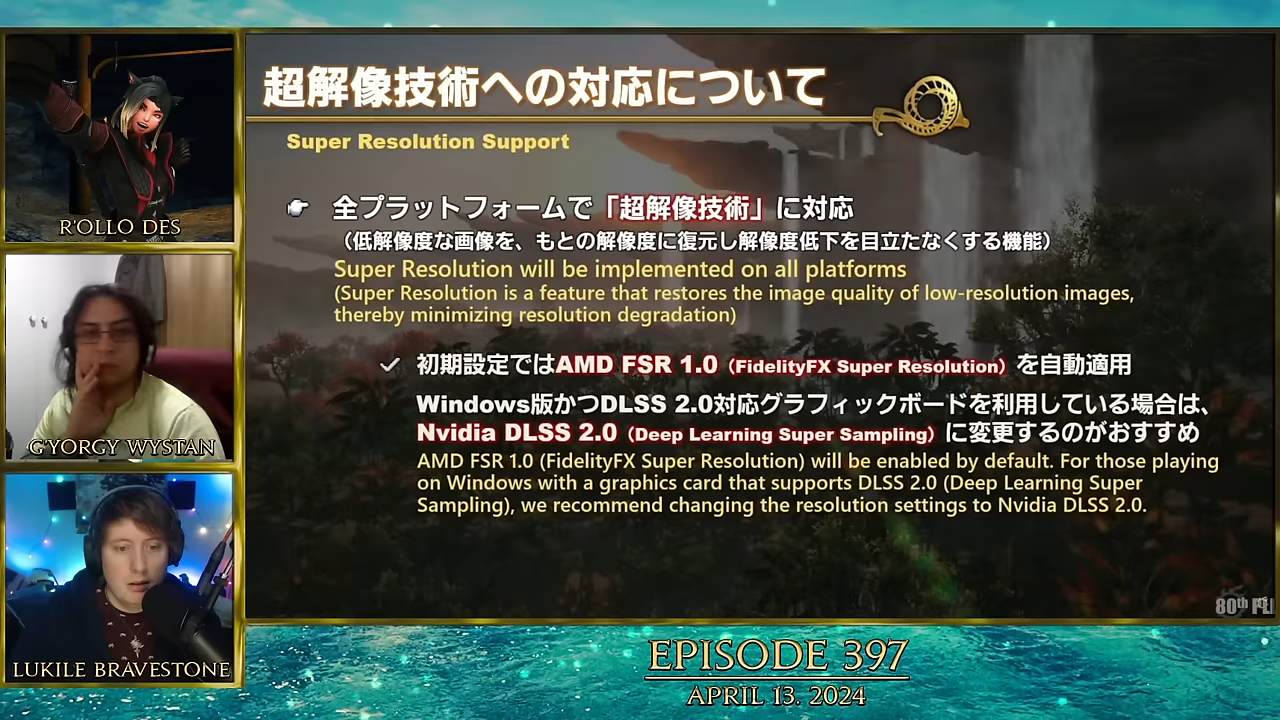 超解像技術への対応について
Super Resolution Support
全プラットフォームで「超解像技術」に対応
（低解像度な画像を、もとの解像度に復元し解像度低下を目立たなくする機能）
Super Resolution will be implemented on all platforms
(Super Resolution is a feature that restores the image quality of low-resolution images,
thereby minimizing resolution degradation)
初期設定ではAMD FSR 1.0（FidelityFX Super Resolution）を自動適用
Windows版かつDLSS 2.0対応グラフィックボードを利用している場合は、
Nvidia DLSS 2.0（Deep Learning Super Sampling）に変更するのがおすすめ
AMD FSR 1.0 (FidelityFX Super Resolution) will be enabled by default. For those playing
on Windows with a graphics card that supports DLSS 2.0 (Deep Learning Super
Sampling), we recommend changing the resolution settings to Nvidia DLSS 2.0.
80th
R'OLLO DES
G'YORGY WYSTAN
LUKILE BRAVESTONE
EPISODE 397
APRIL 13. 2024